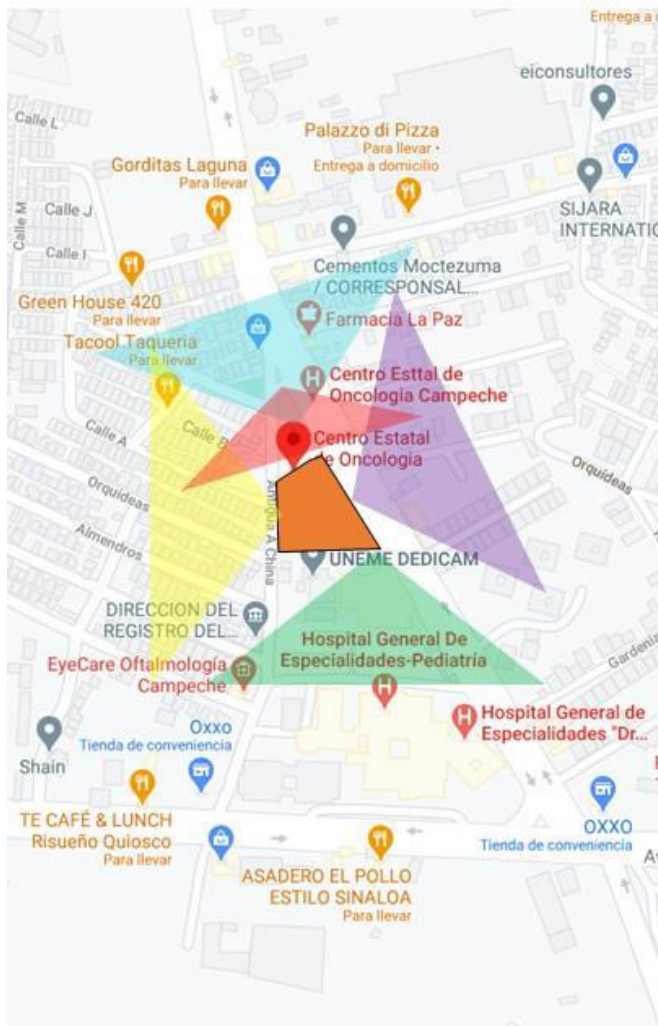 Entrega a
eiconsultores
Calle L
Palazzo di Pizza
Para llevar •
Entrega a domicilio
Gorditas Laguna
Para llevar
Calle M
Calle J
Calle I
SIJARA
INTERNATIO
Cementos Moctezuma
/ CORRESPONSAL...
Green House 420
Para llevar
Farmacia La Paz
Tacool Taqueria
Para llevar
Centro Esttal de
Oncologia Campeche
Calle A
Calle B
Centro Estatal
de Oncologia
Orquídeas
Orquídeas
Antigua A China
Almendros
UNEME DEDICAM
DIRECCION DEL
REGISTRO DEL...
Hospital General De
Especialidades-Pediatría
Gardenia
EyeCare Oftalmología
Campeche
Hospital General de
Especialidades "Dr...
Oxxo
Tienda de conveniencia
Shain
TE CAFÉ & LUNCH
Risueño Quiosco
Para llevar
OXXO
Tienda de conveniencia
ASADERO EL POLLO
ESTILO SINALOA
Para llevar